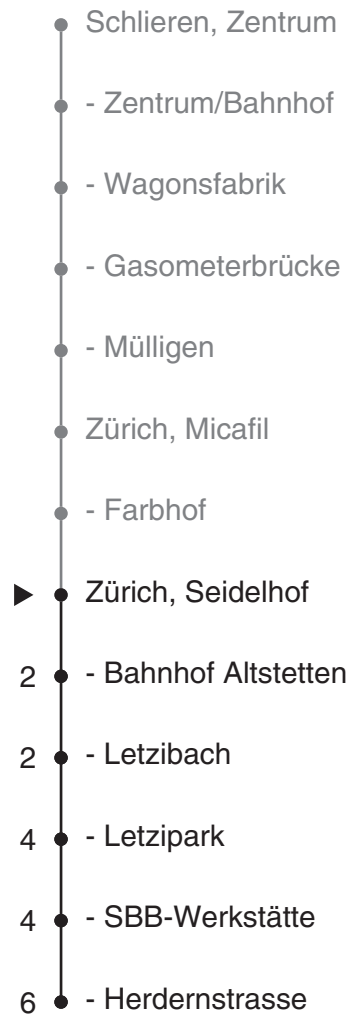 Schlieren, Zentrum
- Zentrum/Bahnhof
- Wagonsfabrik
- Gasometerbrücke
- Mülligen
Zürich, Micafil
- Farbhof
Zürich, Seidelhof
2 - Bahnhof Altstetten
2 - Letzibach
4 - Letzipark
4 - SBB-Werkstätte
6 - Herdernstrasse